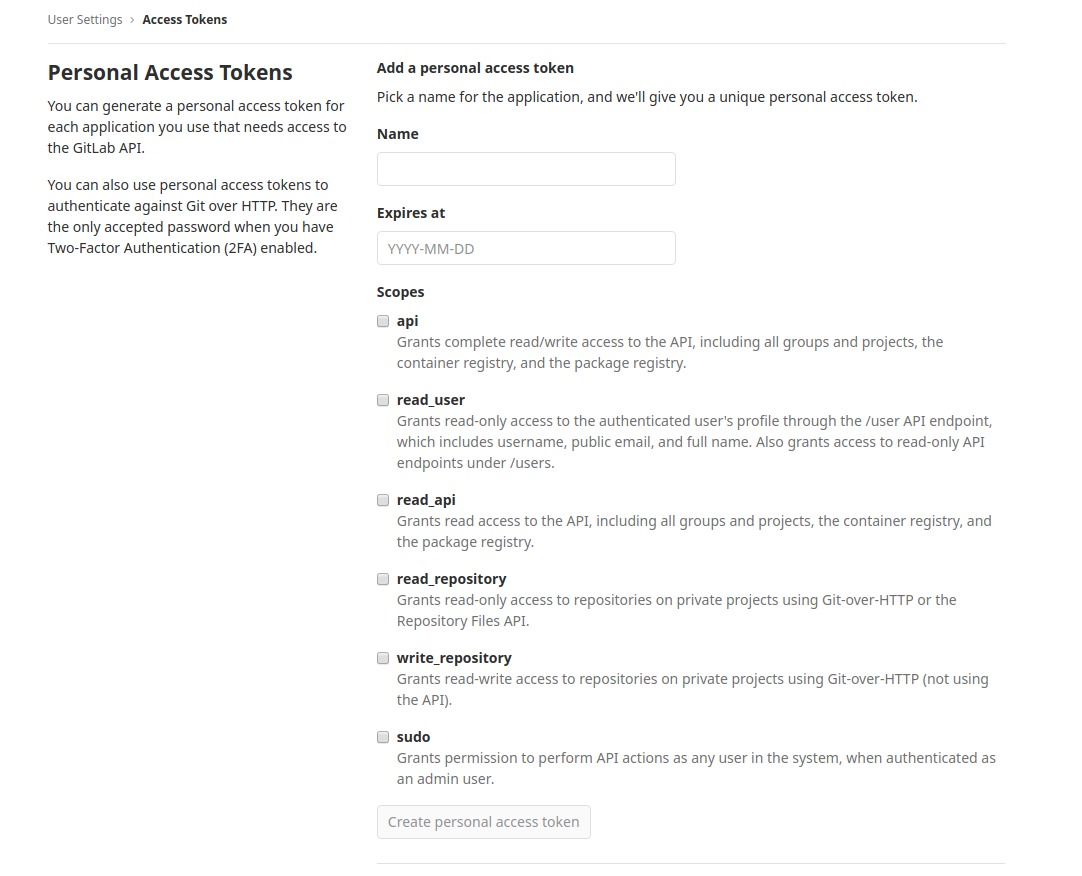 User Settings › Access Tokens
Personal Access Tokens
You can generate a personal access token for
each application you use that needs access to
the GitLab API.
You can also use personal access tokens to
authenticate against Git over HTTP. They are
the only accepted password when you have
Two-Factor Authentication (2FA) enabled.
Add a personal access token
Pick a name for the application, and we'll give you a unique personal access token.
Name
Expires at
YYYY-MM-DD
Scopes
api
Grants complete read/write access to the API, including all groups and projects, the
container registry, and the package registry.
read_user
Grants read-only access to the authenticated user's profile through the /user API endpoint,
which includes username, public email, and full name. Also grants access to read-only API
endpoints under /users.
read_api
Grants read access to the API, including all groups and projects, the container registry, and
the package registry.
read_repository
Grants read-only access to repositories on private projects using Git-over-HTTP or the
Repository Files API.
write_repository
Grants read-write access to repositories on private projects using Git-over-HTTP (not using
the API).
sudo
Grants permission to perform API actions as any user in the system, when authenticated as
an admin user.
Create personal access token